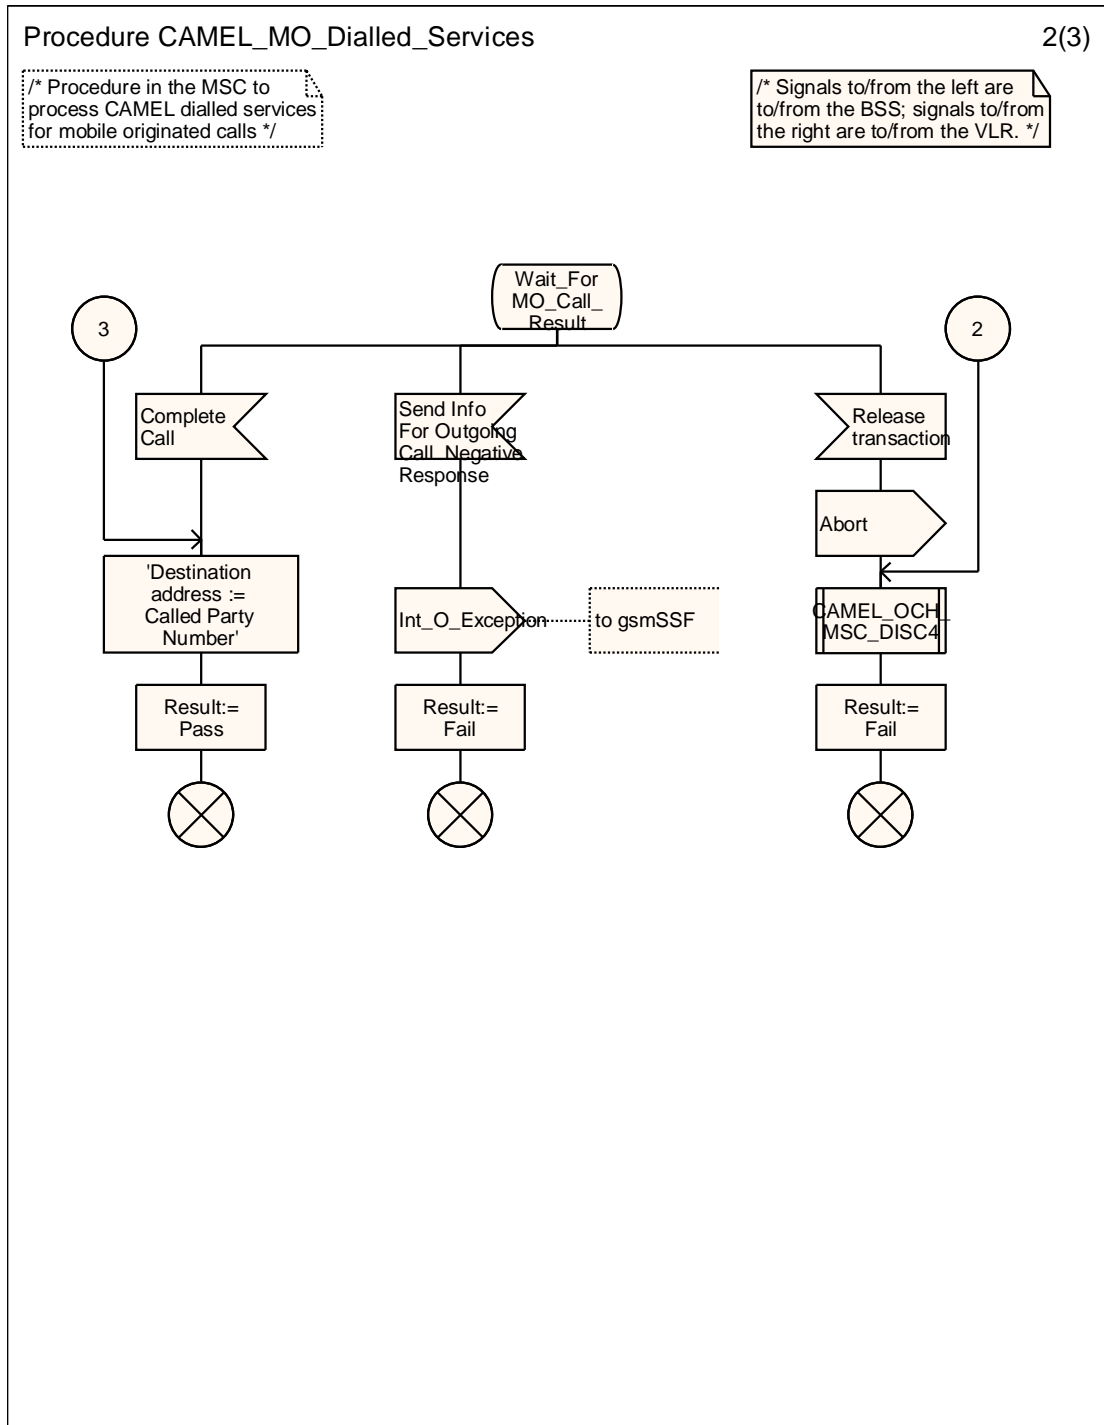 Procedure CAMEL_MO_Dialled_Services
2(3)
/* Procedure in the MSC to
process CAMEL dialled services
for mobile originated calls */
/* Signals to/from the left are
to/from the BSS; signals to/from
the right are to/from the VLR. */
Wait_For
MO_Call_
Result
3
2
Complete
Call
Send Info
For Outgoing
Call_Negative
Response
Release
transaction
Abort
'Destination
address :=
Called Party
Number'
Int_O_Exception
to gsmSSF
CAMEL_OCH_
MSC_DISC4
Result:=
Pass
Result:=
Fail
Result:=
Fail